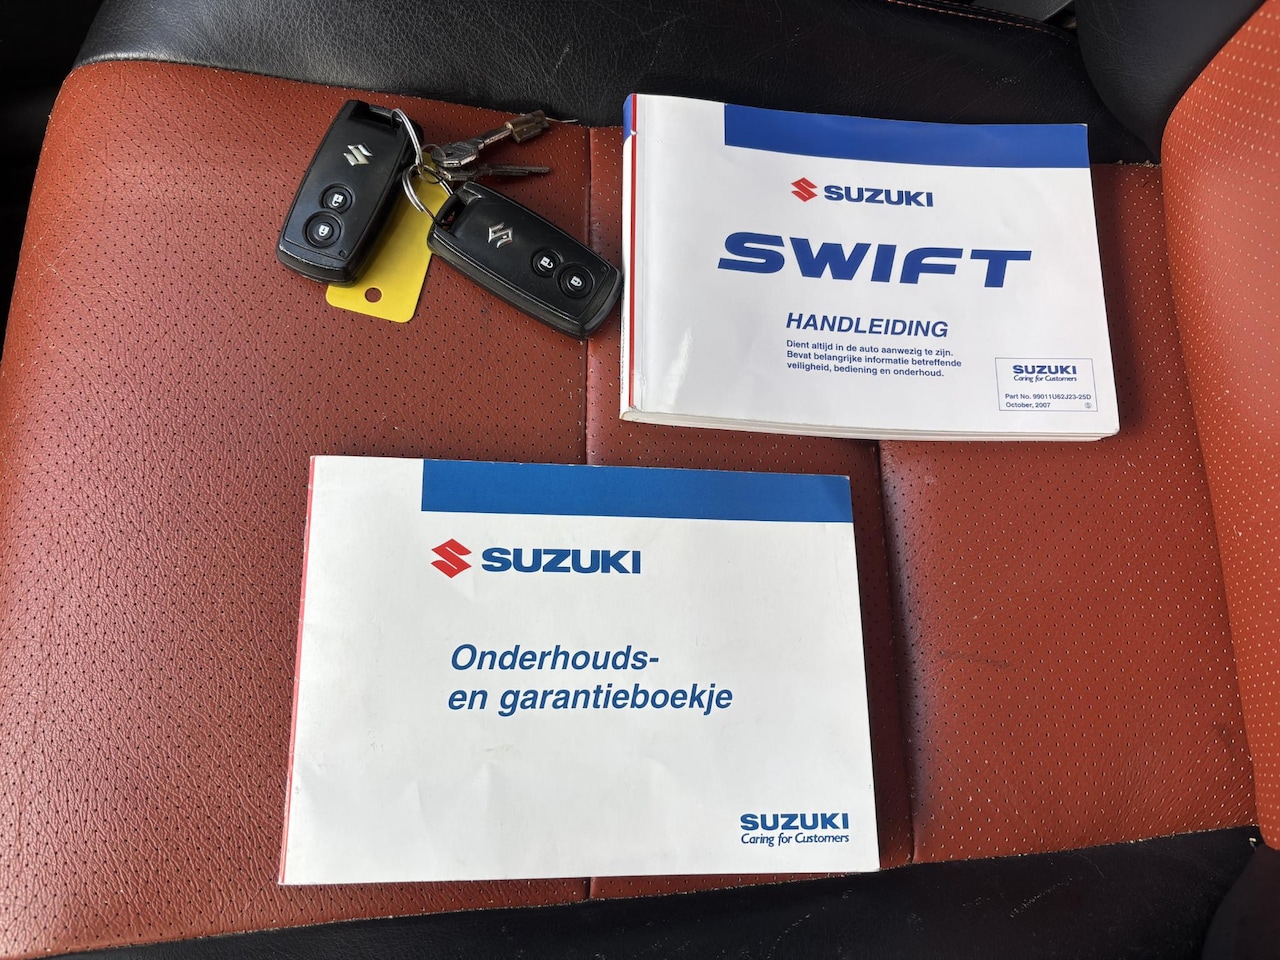 SUZUKI
SWIFT
HANDLEIDING
Dient altijd in de auto aanwezig te zijn.
Bevat belangrijke informatie betreffende
veiligheid, bediening en onderhoud.
SUZUKI
Caring for Customers
Part No. 99011U62J23-25D
October, 2007
SUZUKI
Onderhouds-
en garantieboekje
SUZUKI
Caring for Customers